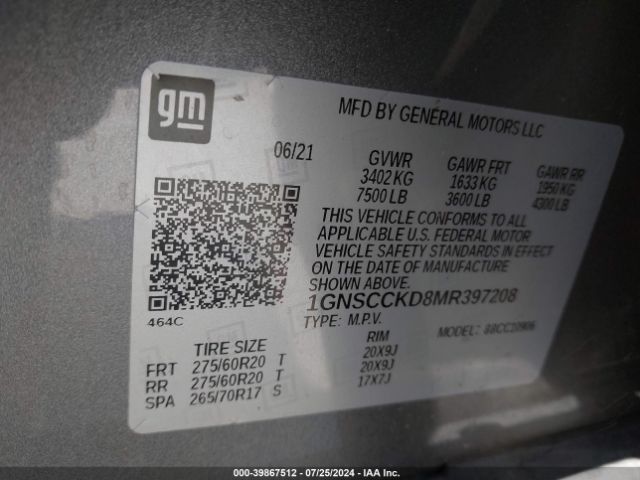 gm
MFD BY GENERAL MOTORS LLC
06/21
GVWR GAWR FRT GAWR RR
3402 KG 1633 KG 1950 KG
7500 LB 3600 LB 4300 LB
THIS VEHICLE CONFORMS TO ALL
APPLICABLE U.S. FEDERAL MOTOR
VEHICLE SAFETY STANDARDS IN EFFECT
ON THE DATE OF MANUFACTURE
SHOWN ABOVE.
1GNSCCKD8MR397208
464C
TYPE: M.P.V. MODEL:
TIRE SIZE RIM
FRT 275/60R20 T 20X9J
RR 275/60R20 T 20X9J
SPA 265/70R17 S 17X7J
000-39867512 / 07/25/2024 - IAA Inc.